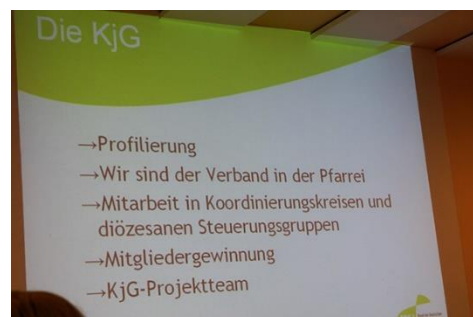 Die KjG
→Profilierung
→Wir sind der Verband in der Pfarrei
→Mitarbeit in Koordinierungskreisen und
diözesanen Steuerungsgruppen
→Mitgliedergewinnung
→KjG-Projektteam